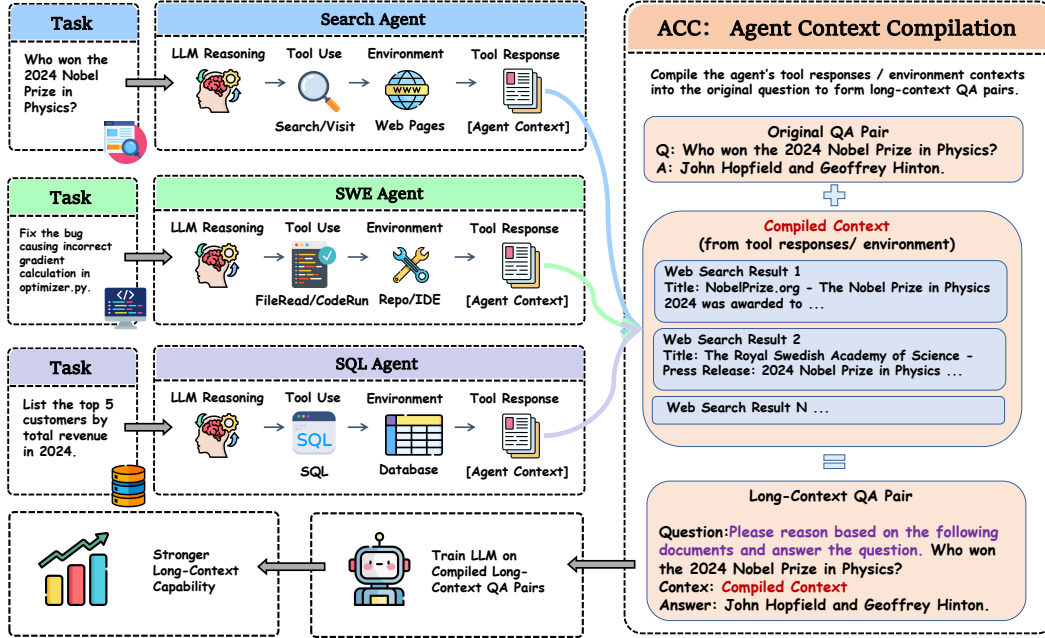 Task
Who won the
2024 Nobel
Prize in
Physics?
Search Agent
LLM Reasoning
Tool Use
Environment
Tool Response
WWW
Search/Visit
Web Pages
[Agent Context]
Task
Fix the bug
causing incorrect
gradient
calculation in
optimizer.py.
</>
SWE Agent
LLM Reasoning
Tool Use
Environment
Tool Response
FileRead/CodeRun
Repo/IDE
[Agent Context]
Task
List the top 5
customers by
total revenue
in 2024.
SQL Agent
LLM Reasoning
Tool Use
Environment
Tool Response
SQL
SQL
Database
[Agent Context]
ACC: Agent Context Compilation
Compile the agent's tool responses / environment contexts
into the original question to form long-context QA pairs.
Original QA Pair
Q: Who won the 2024 Nobel Prize in Physics?
A: John Hopfield and Geoffrey Hinton.
Compiled Context
(from tool responses/ environment)
Web Search Result 1
Title: NobelPrize.org - The Nobel Prize in Physics
2024 was awarded to ...
Web Search Result 2
Title: The Royal Swedish Academy of Science -
Press Release: 2024 Nobel Prize in Physics ...
Web Search Result N ...
Long-Context QA Pair
Question:Please reason based on the following
documents and answer the question. Who won
the 2024 Nobel Prize in Physics?
Contex: Compiled Context
Answer: John Hopfield and Geoffrey Hinton.
Train LLM on
Compiled Long-
Context QA Pairs
Stronger
Long-Context
Capability